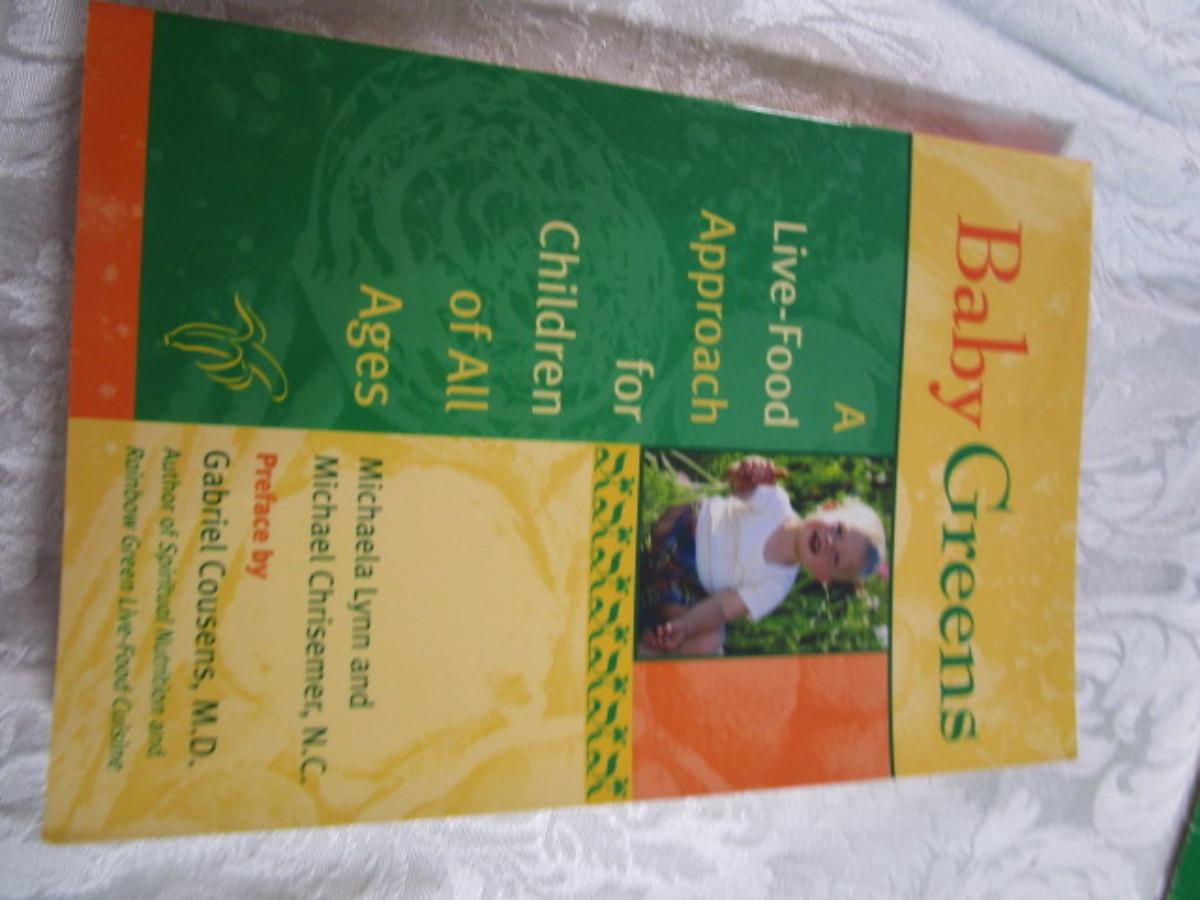 Baby Greens
A
Live-Food
Approach
for
Children
of All
Ages
Michaela Lynn and
Michael Chrisemer, N.C.
Preface by
Gabriel Cousens, M.D.
Author of Spiritual Nutrition and
Rainbow Green Live-Food Cuisine